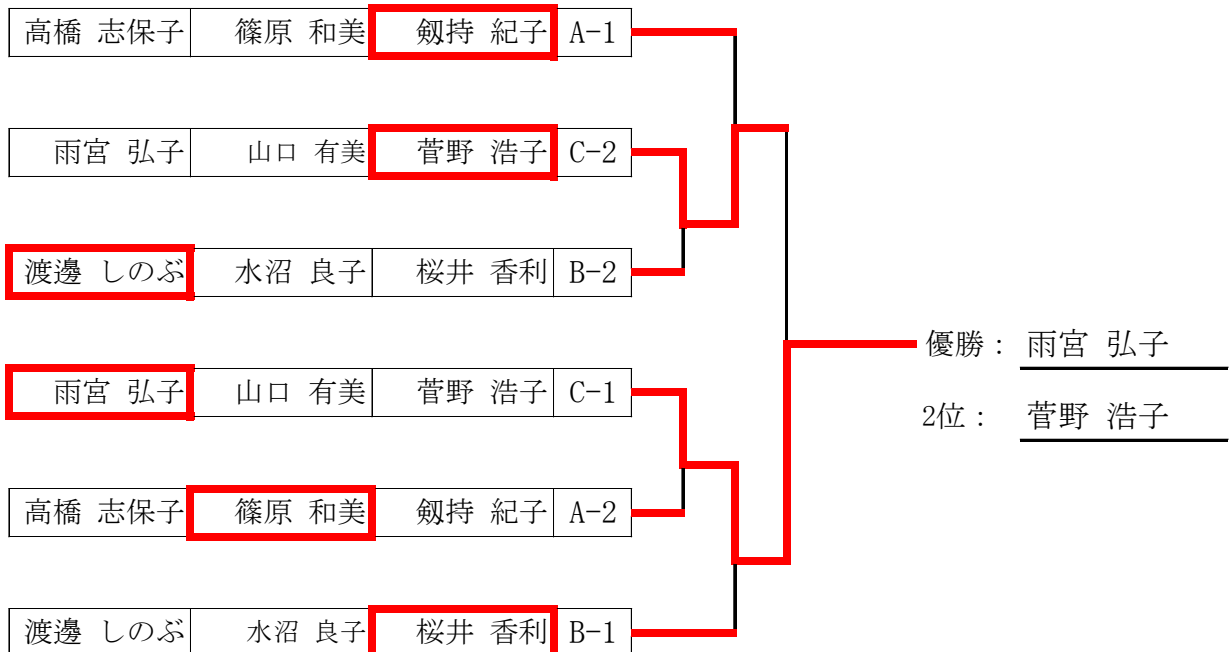 高橋 志保子 篠原 和美 剱持 紀子 A-1
雨宮 弘子 山口 有美 菅野 浩子 C-2
渡邊 しのぶ 水沼 良子 桜井 香利 B-2
優勝： 雨宮 弘子
雨宮 弘子 山口 有美 菅野 浩子 C-1
2位： 菅野 浩子
高橋 志保子 篠原 和美 剱持 紀子 A-2
渡邊 しのぶ 水沼 良子 桜井 香利 B-1